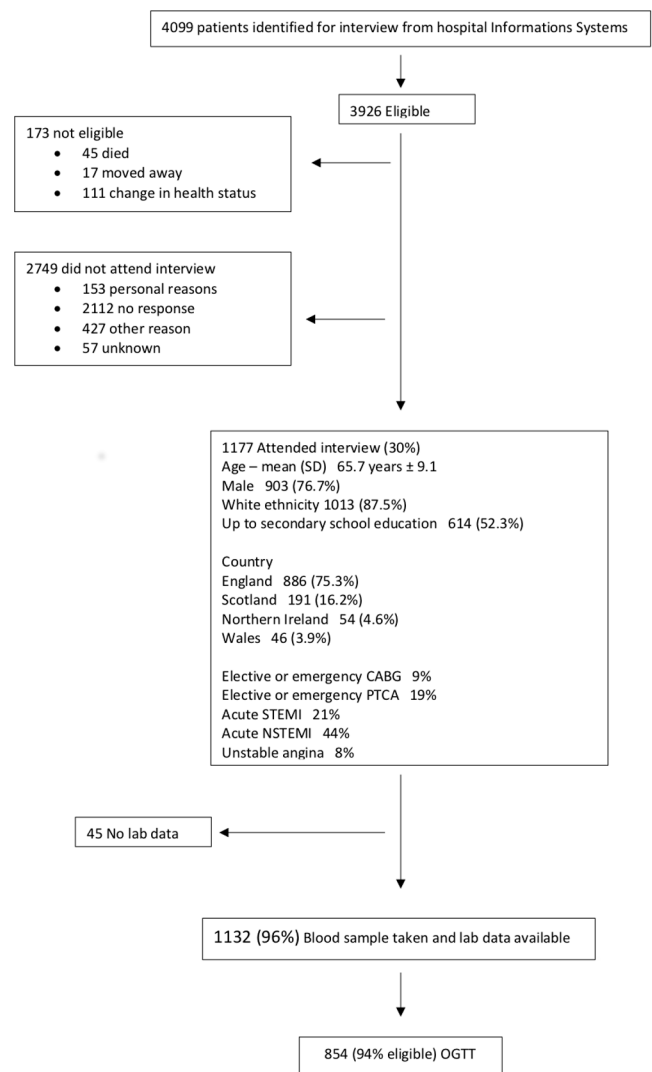 4099 patients identified for interview from hospital Informations Systems
3926 Eligible
173 not eligible
• 45 died
• 17 moved away
• 111 change in health status
2749 did not attend interview
• 153 personal reasons
• 2112 no response
• 427 other reason
• 57 unknown
1177 Attended interview (30%)
Age – mean (SD) 65.7 years ± 9.1
Male 903 (76.7%)
White ethnicity 1013 (87.5%)
Up to secondary school education 614 (52.3%)
Country
England 886 (75.3%)
Scotland 191 (16.2%)
Northern Ireland 54 (4.6%)
Wales 46 (3.9%)
Elective or emergency CABG 9%
Elective or emergency PTCA 19%
Acute STEMI 21%
Acute NSTEMI 44%
Unstable angina 8%
45 No lab data
1132 (96%) Blood sample taken and lab data available
854 (94% eligible) OGTT